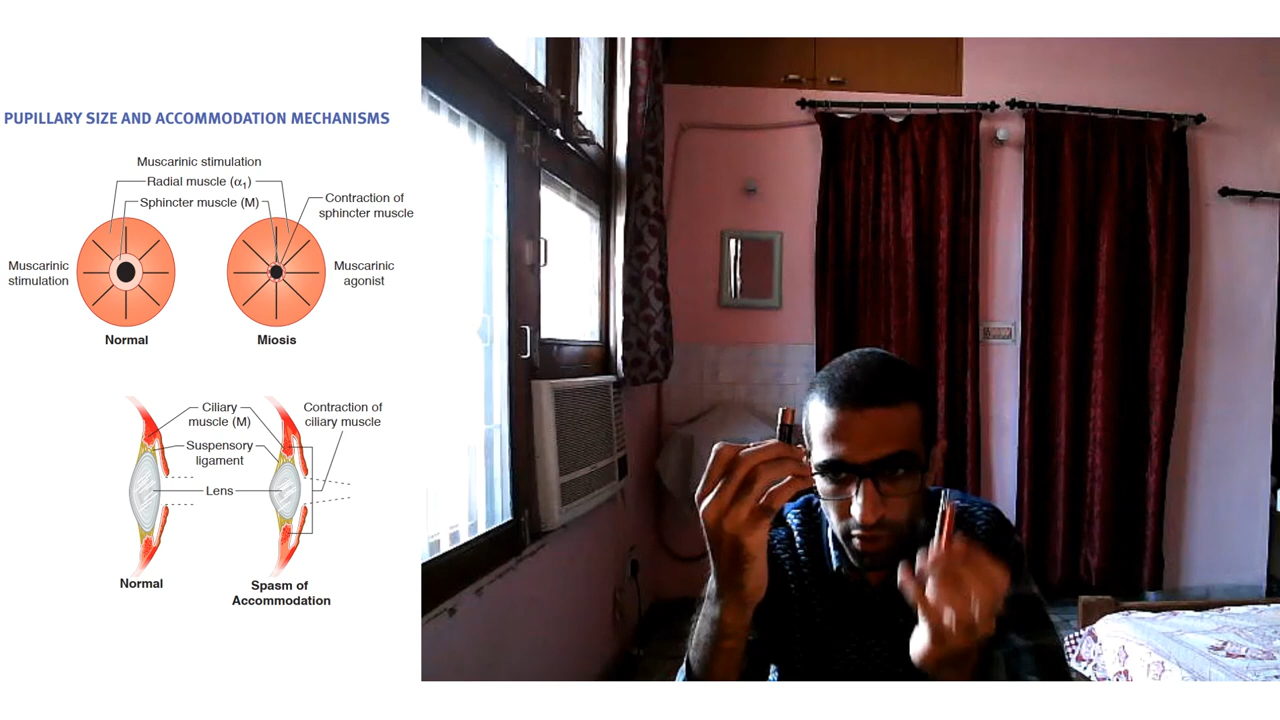 PUPILLARY SIZE AND ACCOMMODATION MECHANISMS
Muscarinic stimulation
Radial muscle (α1)
Sphincter muscle (M)
Contraction of
sphincter muscle
Muscarinic
stimulation
Muscarinic
agonist
Normal
Miosis
Ciliary
muscle (M)
Contraction of
ciliary muscle
Suspensory
ligament
Lens
Normal
Spasm of
Accommodation